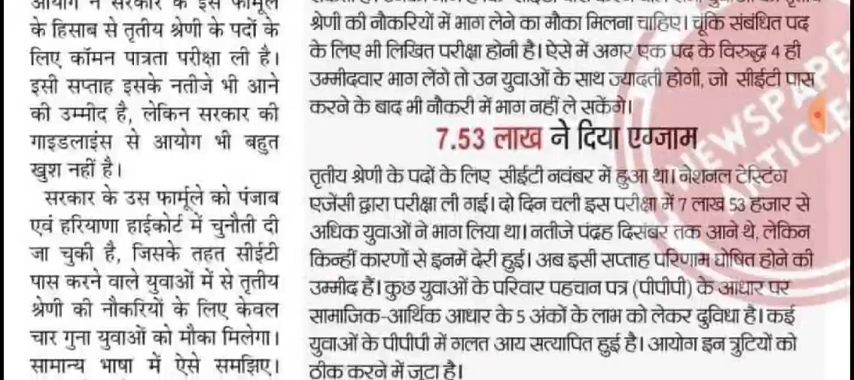 आयोग ने सरकार के इस फार्मूले
के हिसाब से तृतीय श्रेणी के पदों के
लिए कॉमन पात्रता परीक्षा ली है।
इसी सप्ताह इसके नतीजे भी आने
की उम्मीद है, लेकिन सरकार की
गाइडलाइंस से आयोग भी बहुत
खुश नहीं है।
सरकार के उस फार्मूले को पंजाब
एवं हरियाणा हाईकोर्ट में चुनौती दी
जा चुकी है, जिसके तहत सीईटी
पास करने वाले युवाओं में से तृतीय
श्रेणी की नौकरियों के लिए केवल
चार गुना युवाओं को मौका मिलेगा।
सामान्य भाषा में ऐसे समझिए।
श्रेणी की नौकरियों में भाग लेने का मौका मिलना चाहिए। चूंकि संबंधित पद
के लिए भी लिखित परीक्षा होनी है। ऐसे में अगर एक पद के विरुद्ध 4 ही
उम्मीदवार भाग लेंगे तो उन युवाओं के साथ ज्यादती होगी, जो सीईटी पास
करने के बाद भी नौकरी में भाग नहीं ले सकेंगे।
7.53 लाख ने दिया एग्जाम
तृतीय श्रेणी के पदों के लिए सीईटी नवंबर में हुआ था। नेशनल टेस्टिंग
एजेंसी द्वारा परीक्षा ली गई। दो दिन चली इस परीक्षा में 7 लाख 53 हजार से
अधिक युवाओं ने भाग लिया था। नतीजे पंद्रह दिसंबर तक आने थे, लेकिन
किन्हीं कारणों से इनमें देरी हुई। अब इसी सप्ताह परिणाम घोषित होने की
उम्मीद है। कुछ युवाओं के परिवार पहचान पत्र (पीपीपी) के आधार पर
सामाजिक-आर्थिक आधार के 5 अंकों के लाभ को लेकर दुविधा है। कई
युवाओं के पीपीपी में गलत आय सत्यापित हुई है। आयोग इन त्रुटियों को
ठीक करने में जुटा है।
NEWSPAPER
ARTICLE